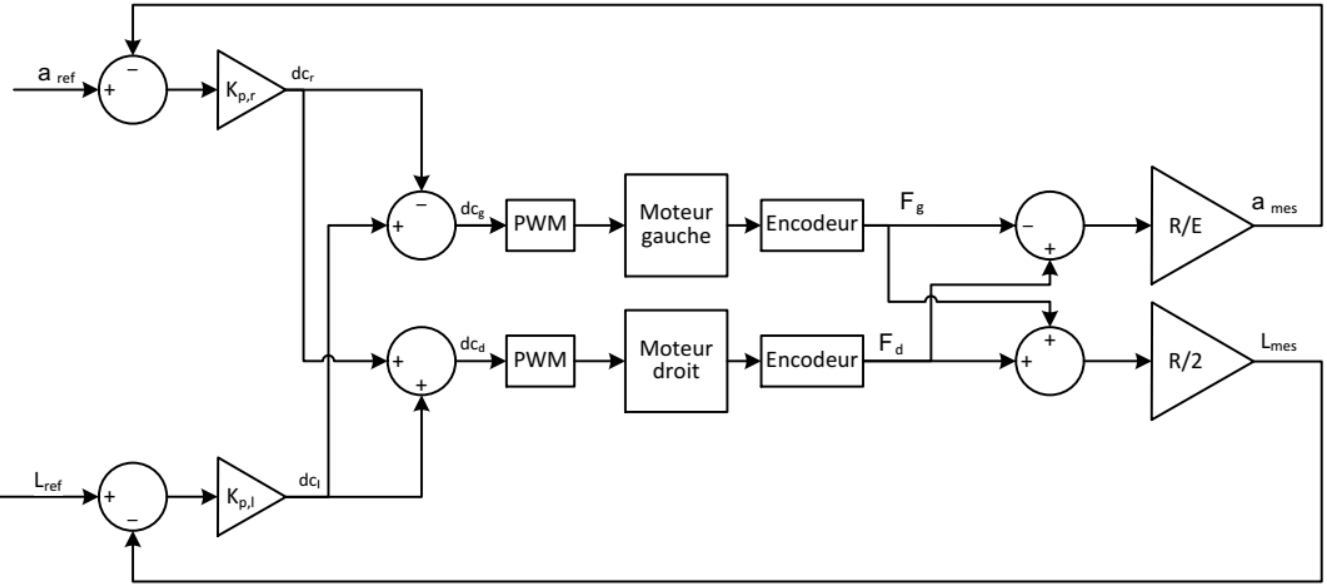 −
a ref
+
K p,r
dc r
−
+
dc g
PWM
Moteur
gauche
Encodeur
F g
−
+
R/E
a mes
+
+
dc d
PWM
Moteur
droit
Encodeur
F d
+
+
R/2
L mes
L ref
+
−
K p,l
dc l